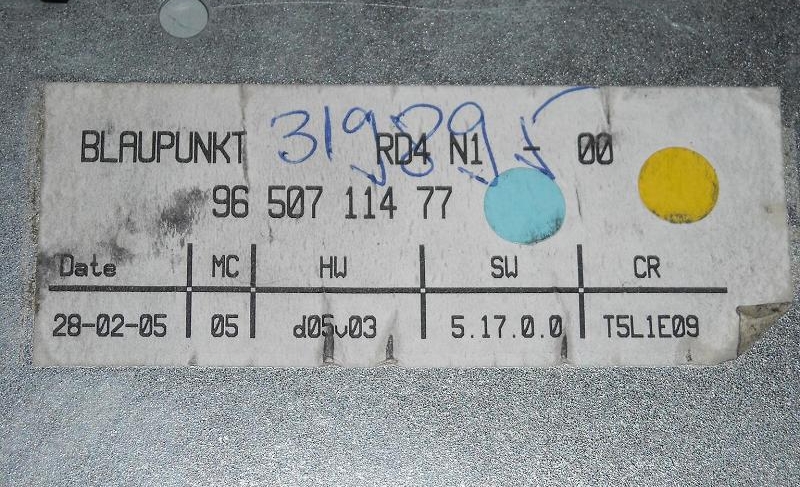 BLAUPUNKT RD4 N1 - 00
31989
96 507 114 77
Date MC HW SW CR
28-02-05 05 d05v03 5.17.0.0 T5L1E09